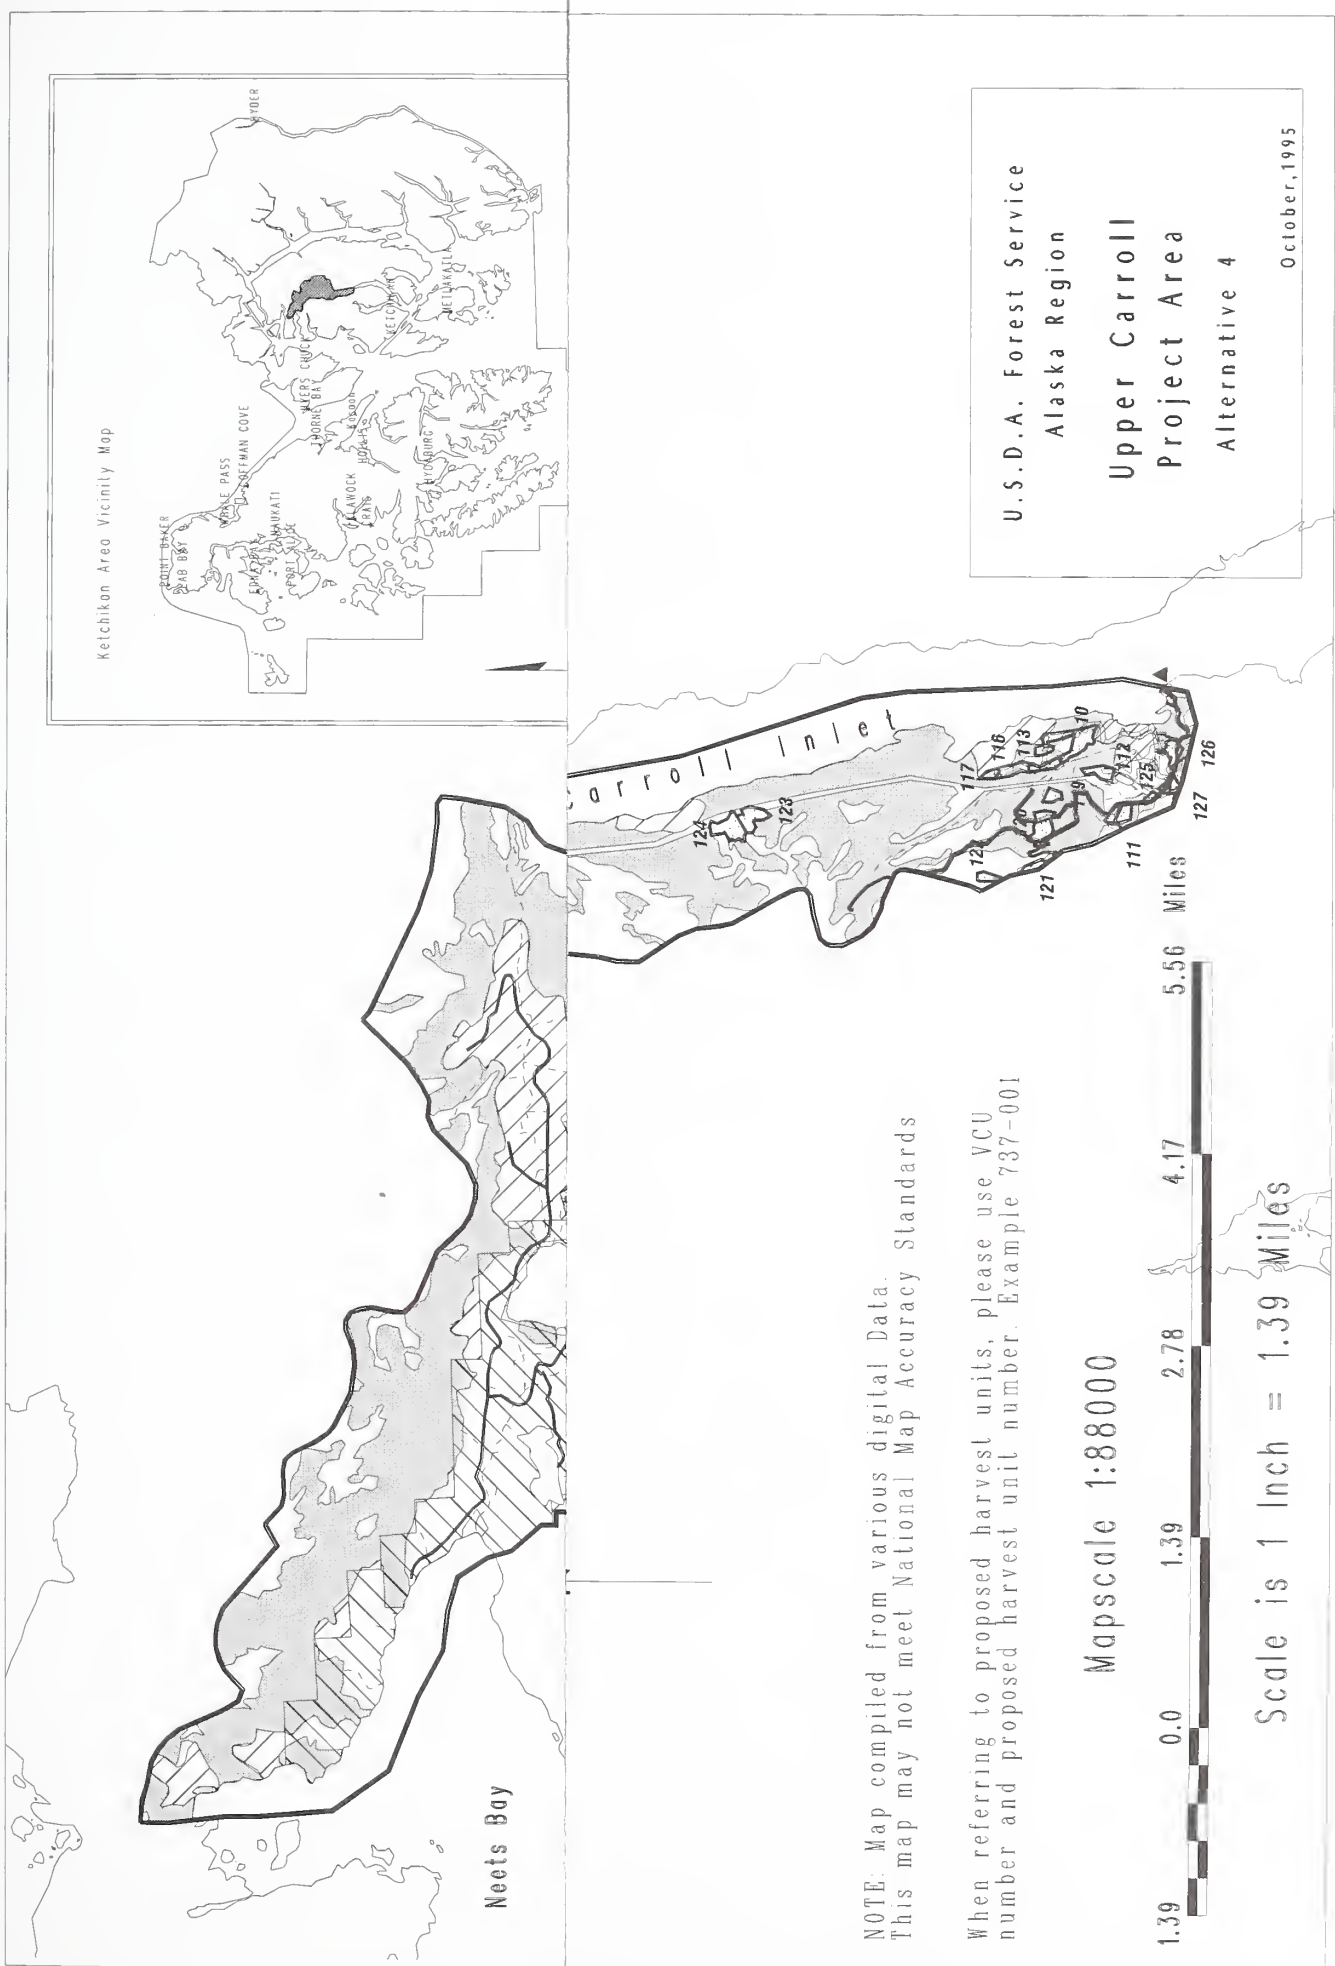 Ketchikan Area Vicinity Map
HYDER
POINT BAKER
WHALE PASS
COFFMAN COVE
MYERS CHUCK
THORNE BAY
KETCHIKAN
METLAKATLA
KASAAN
HOLLIS
HYDABURG
KLAWOCK
CRAIG
NAUKATI
Neets Bay
Carroll Inlet
124
123
117
116
113
10
112
125
126
127
111
121
U.S.D.A. Forest Service
Alaska Region
Upper Carroll
Project Area
Alternative 4
October,1995
NOTE: Map compiled from various digital Data.
This map may not meet National Map Accuracy Standards
When referring to proposed harvest units, please use VCU
number and proposed harvest unit number. Example 737-001
Mapscale 1:88000
1.39 0.0 1.39 2.78 4.17 5.56 Miles
Scale is 1 Inch = 1.39 Miles